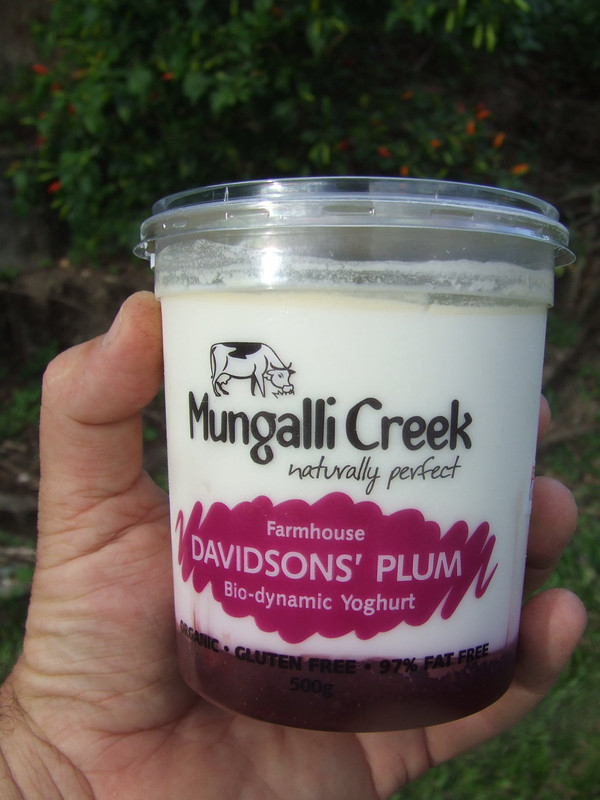 Mungalli Creek
naturally perfect
Farmhouse
DAVIDSONS' PLUM
Bio-dynamic Yoghurt
ORGANIC • GLUTEN FREE • 97% FAT FREE
500g